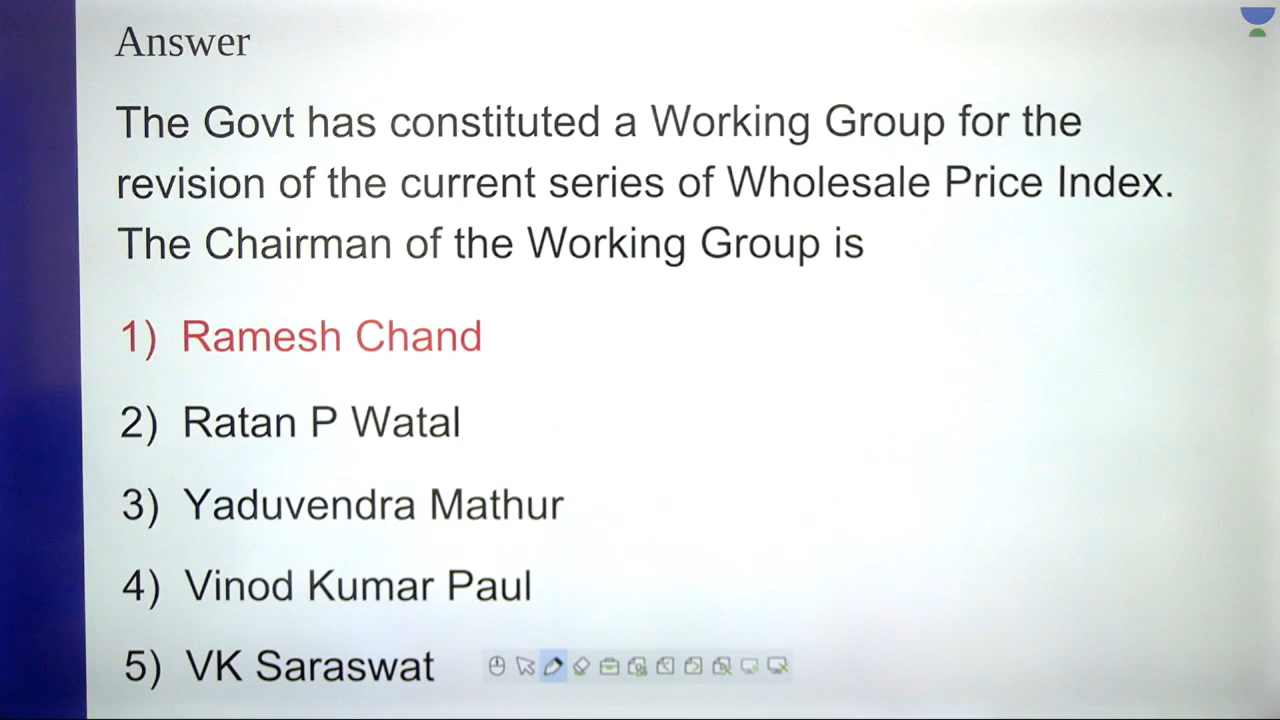 Answer
The Govt has constituted a Working Group for the
revision of the current series of Wholesale Price Index.
The Chairman of the Working Group is
1) Ramesh Chand
2) Ratan P Watal
3) Yaduvendra Mathur
4) Vinod Kumar Paul
5) VK Saraswat